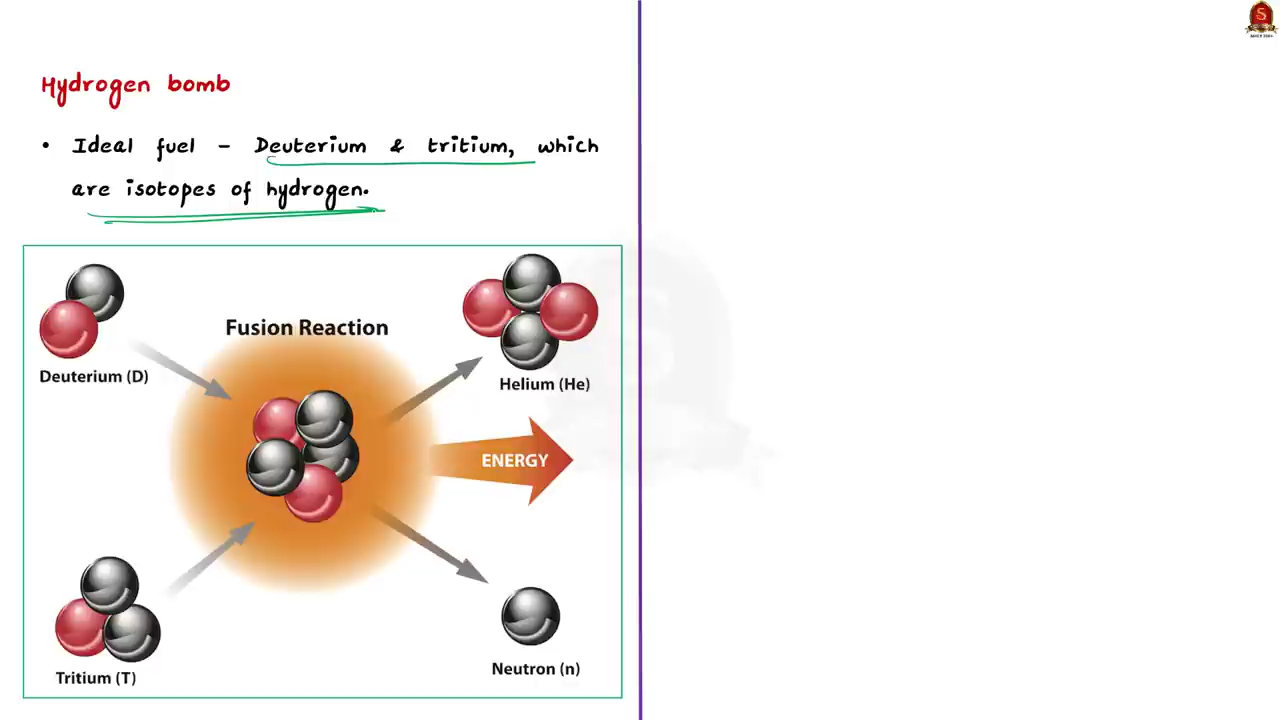 Hydrogen bomb
• Ideal fuel - Deuterium & tritium, which
are isotopes of hydrogen.
Fusion Reaction
Deuterium (D)
Helium (He)
ENERGY
Tritium (T)
Neutron (n)
S